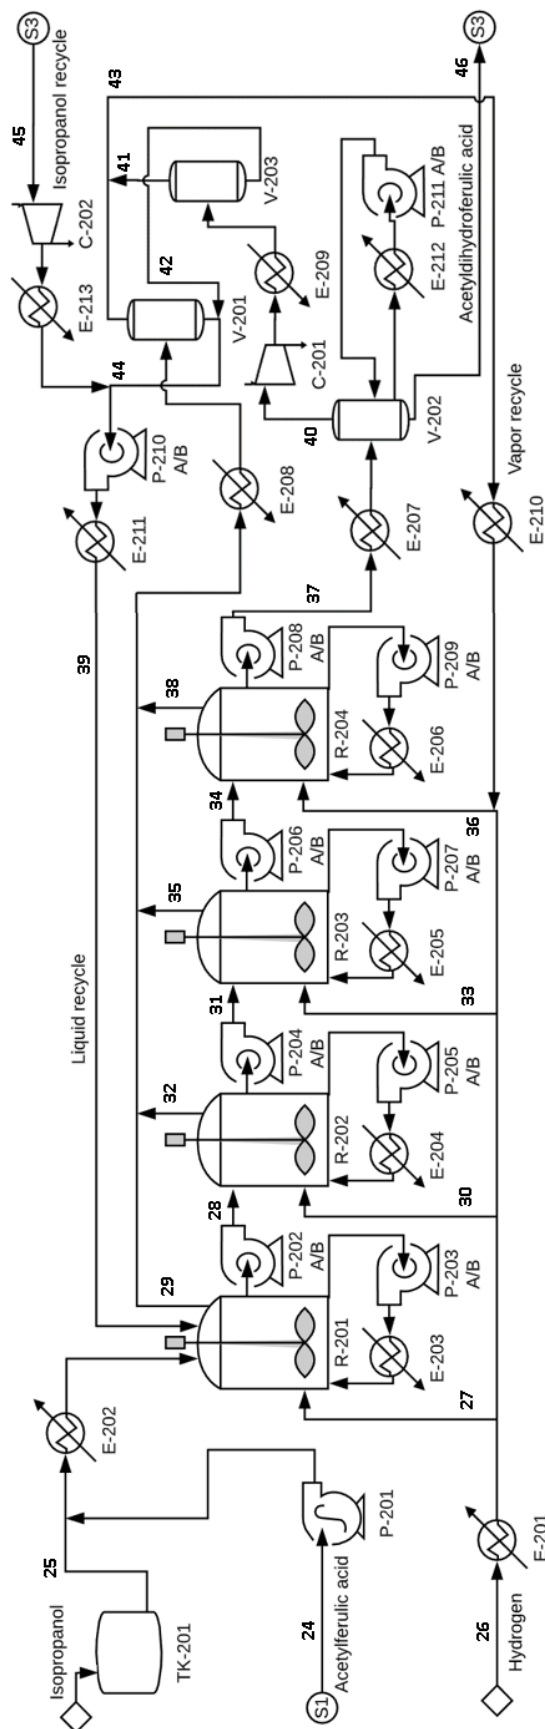 Isopropanol
TK-201
25
E-202
S1
24
Acetylferulic acid
P-201
Hydrogen
26
E-201
27
R-201
29
28
P-202
A/B
P-203
A/B
E-203
Liquid recycle
39
30
R-202
32
31
P-204
A/B
P-205
A/B
E-204
33
R-203
35
34
P-206
A/B
P-207
A/B
E-205
36
R-204
38
37
P-208
A/B
P-209
A/B
E-206
E-211
P-210
A/B
44
E-213
C-202
45
Isopropanol recycle
S3
E-208
V-201
42
41
43
V-203
E-209
C-201
40
E-207
V-202
E-212
P-211 A/B
Acetyldihydroferulic acid
46
S3
Vapor recycle
E-210